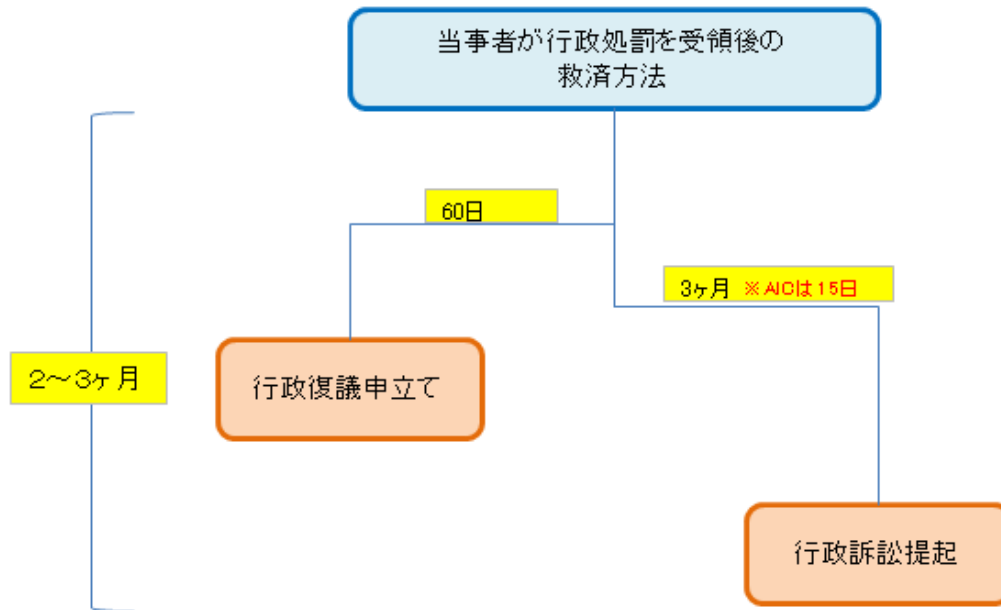 当事者が行政処罰を受領後の
救済方法
60日
3ヶ月 ※AICは15日
2～3ヶ月
行政復議申立て
行政訴訟提起